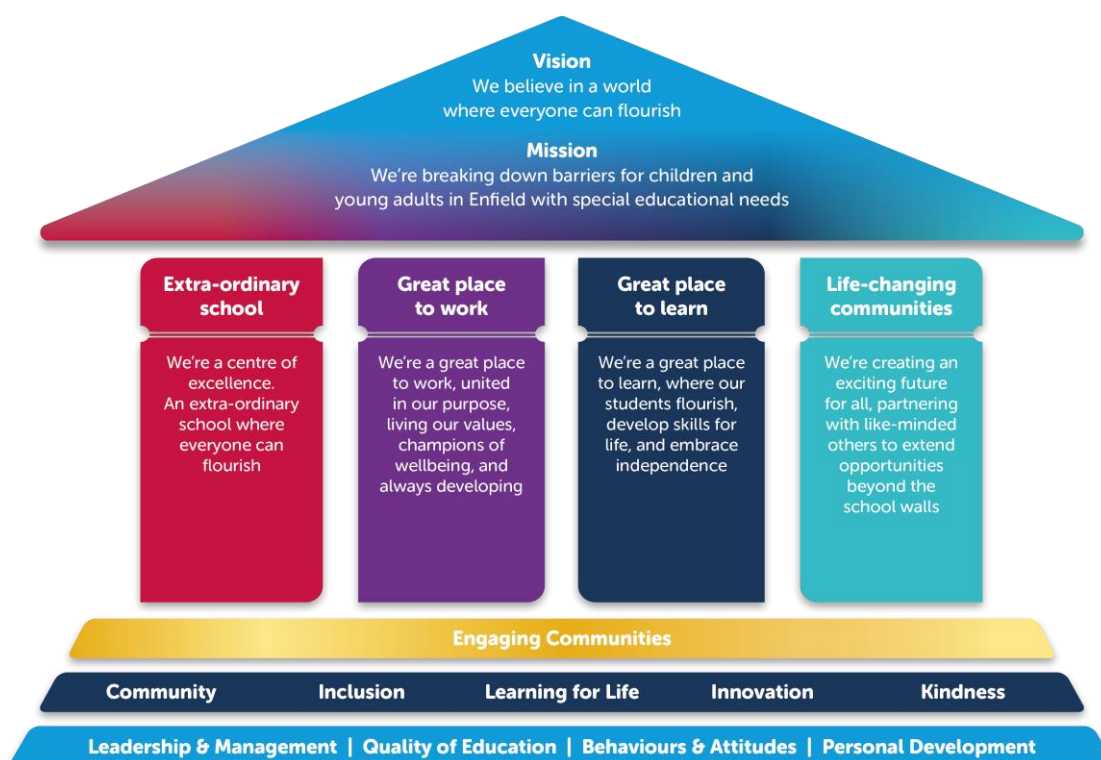 Vision
We believe in a world
where everyone can flourish
Mission
We're breaking down barriers for children and
young adults in Enfield with special educational needs
Extra-ordinary
school
We're a centre of
excellence.
An extra-ordinary
school where
everyone can
flourish
Great place
to work
We're a great place
to work, united
in our purpose,
living our values,
champions of
wellbeing, and
always developing
Great place
to learn
We're a great place
to learn, where our
students flourish,
develop skills for
life, and embrace
independence
Life-changing
communities
We're creating an
exciting future
for all, partnering
with like-minded
others to extend
opportunities
beyond the
school walls
Engaging Communities
Community Inclusion Learning for Life Innovation Kindness
Leadership & Management | Quality of Education | Behaviours & Attitudes | Personal Development